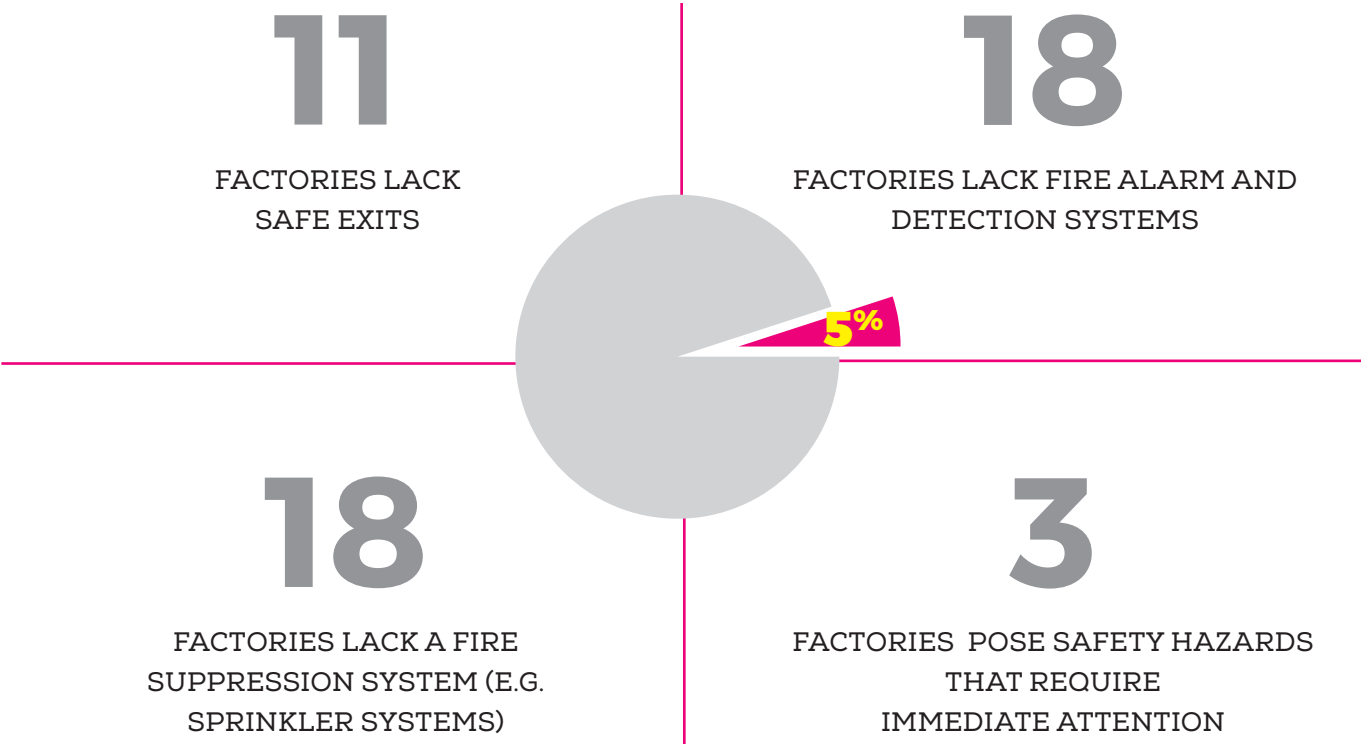 11
FACTORIES LACK
SAFE EXITS
18
FACTORIES LACK FIRE ALARM AND
DETECTION SYSTEMS
5%
18
FACTORIES LACK A FIRE
SUPPRESSION SYSTEM (E.G.
SPRINKLER SYSTEMS)
3
FACTORIES POSE SAFETY HAZARDS
THAT REQUIRE
IMMEDIATE ATTENTION